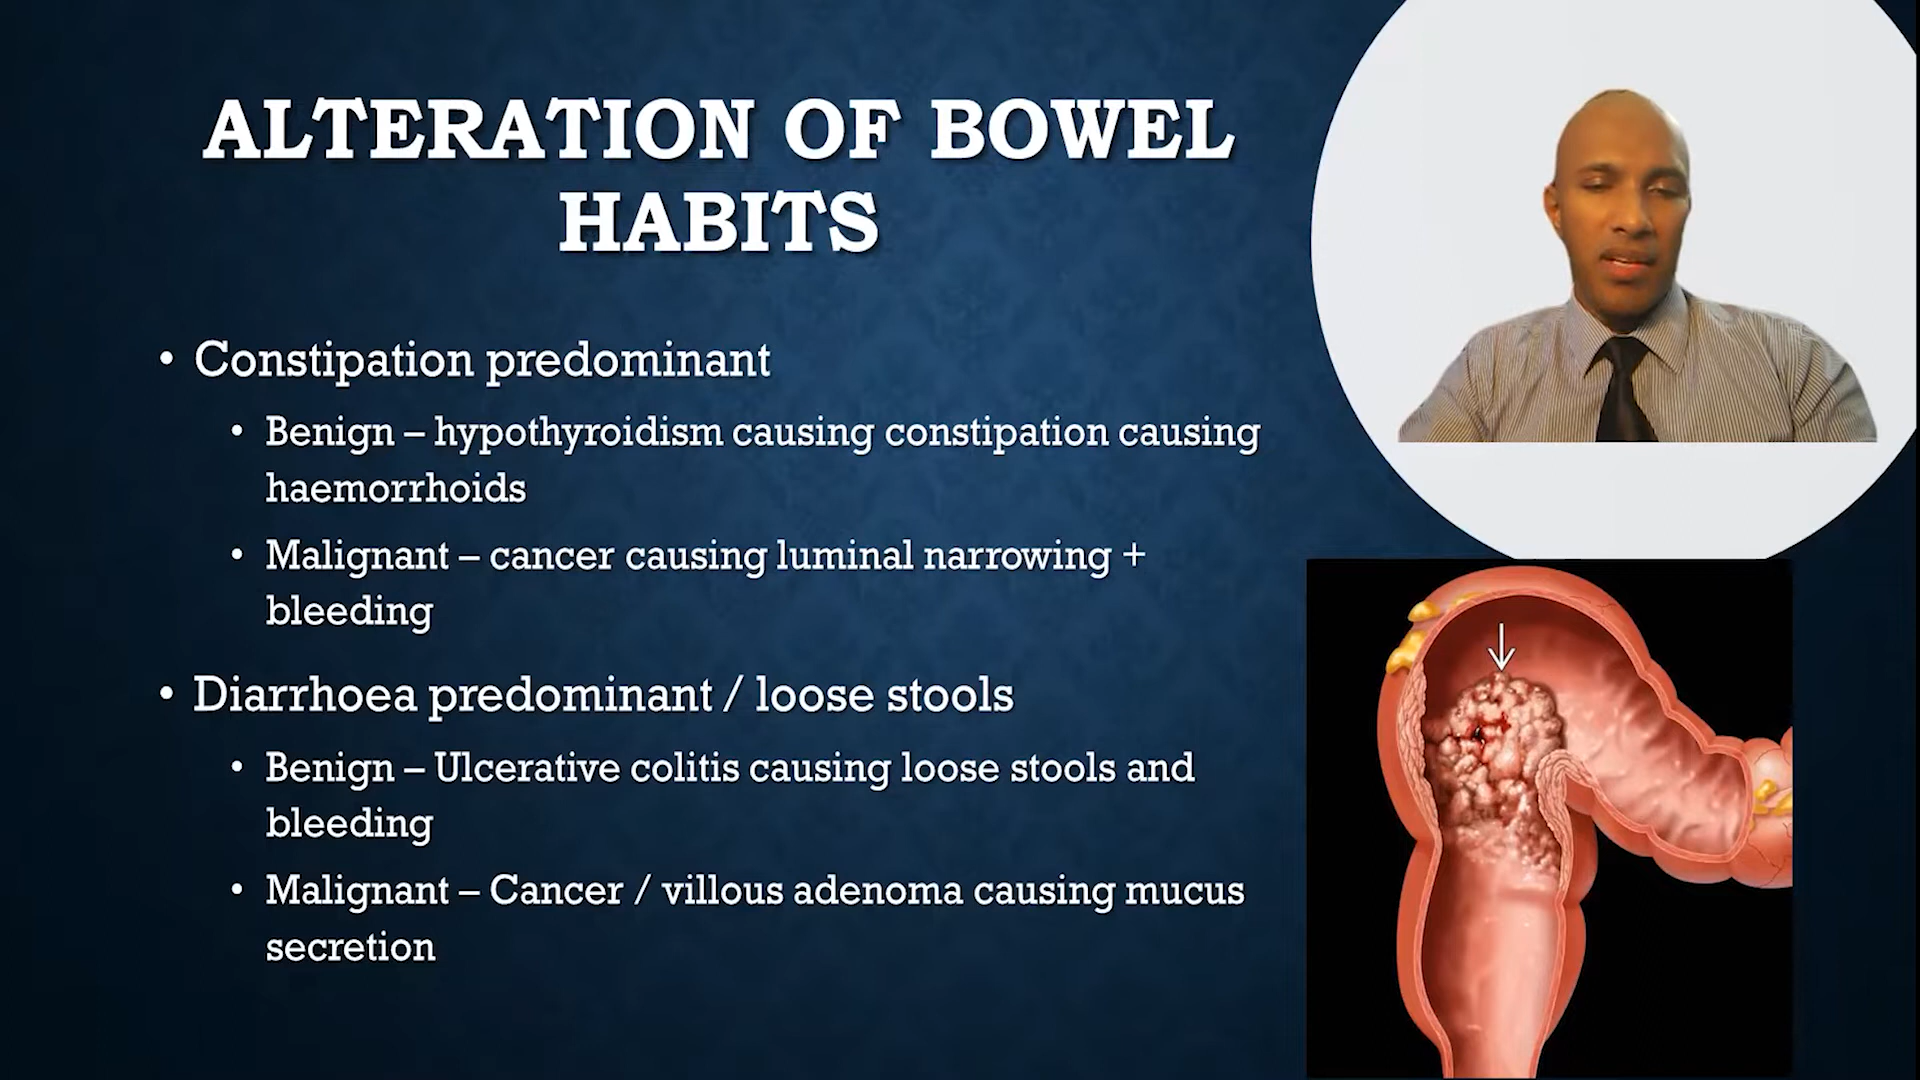 ALTERATION OF BOWEL
HABITS
• Constipation predominant
• Benign – hypothyroidism causing constipation causing
haemorrhoids
• Malignant – cancer causing luminal narrowing +
bleeding
• Diarrhoea predominant / loose stools
• Benign – Ulcerative colitis causing loose stools and
bleeding
• Malignant – Cancer / villous adenoma causing mucus
secretion